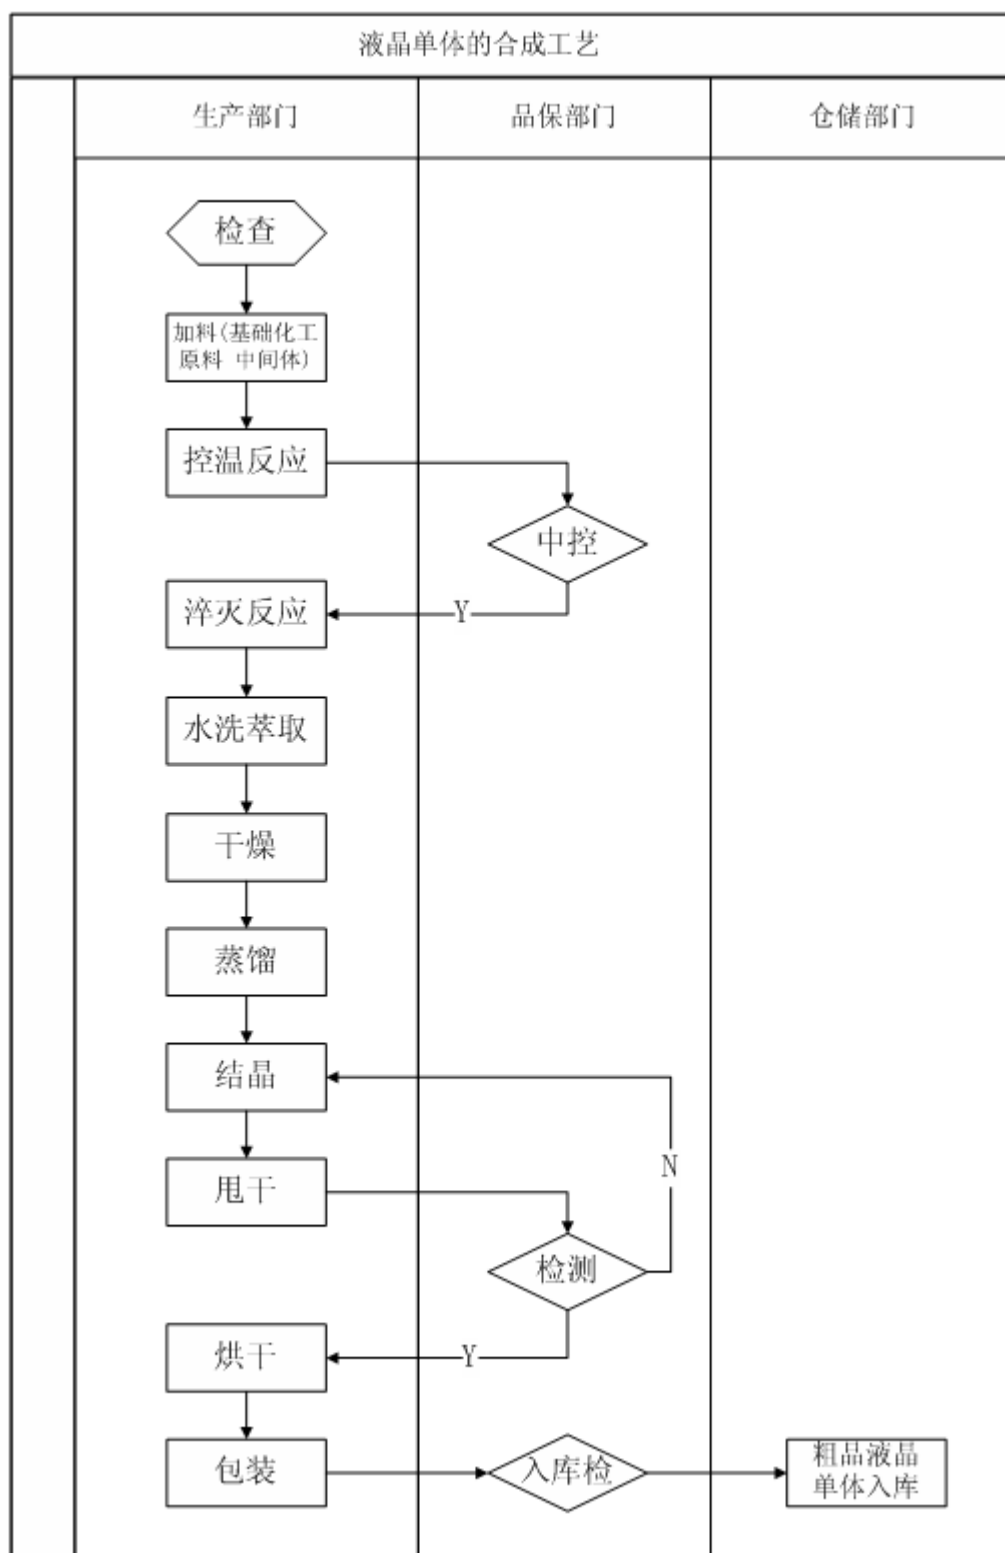 液晶单体的合成工艺
生产部门
品保部门
仓储部门
检查
加料(基础化工
原料 中间体)
控温反应
中控
淬灭反应
Y
水洗萃取
干燥
蒸馏
结晶
甩干
N
检测
烘干
Y
包装
入库检
粗品液晶
单体入库